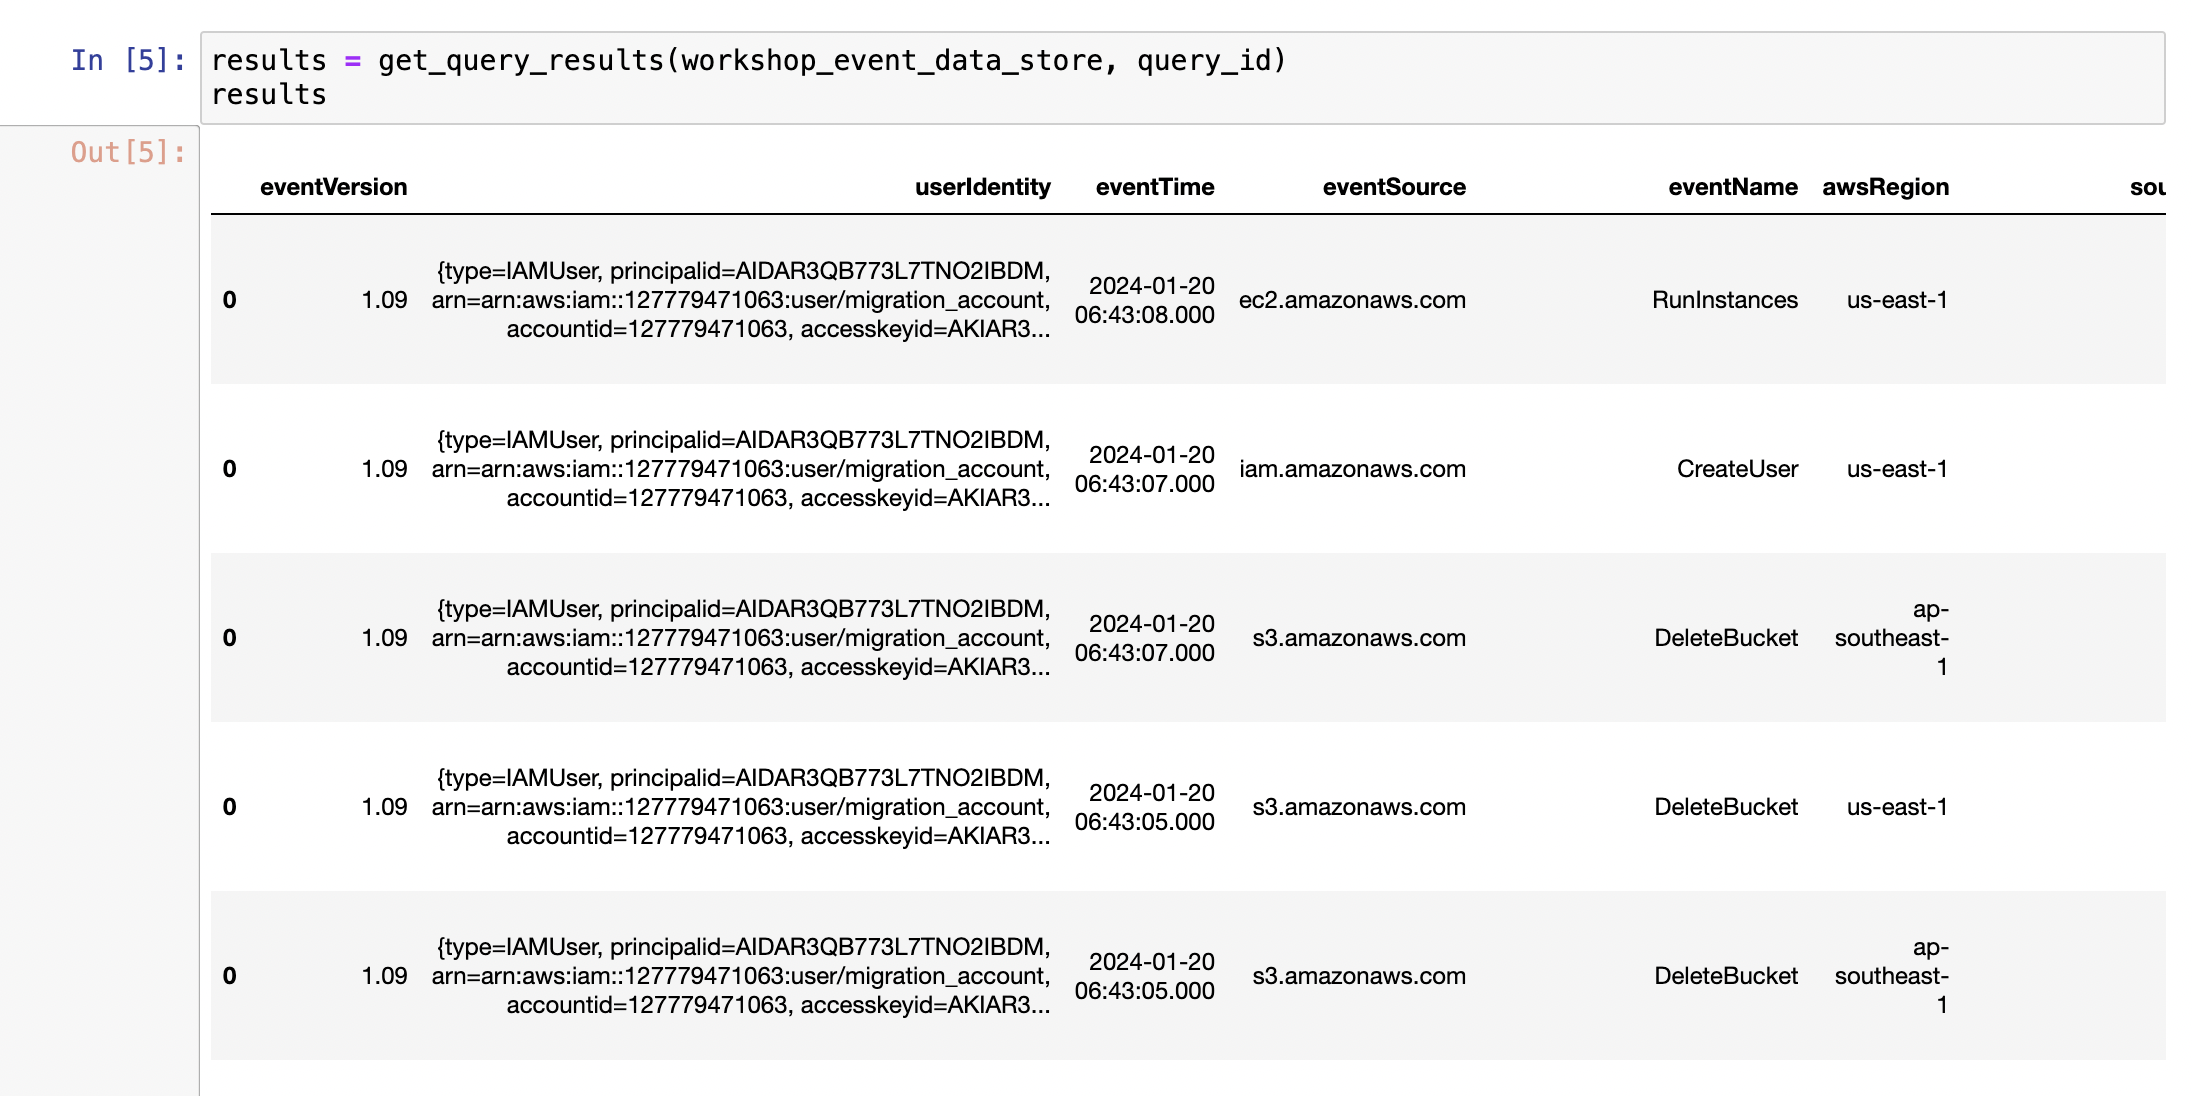 In [5]: results = get_query_results(workshop_event_data_store, query_id)
results
Out[5]:
eventVersion userIdentity eventTime eventSource eventName awsRegion sou
{type=IAMUser, principalid=AIDAR3QB773L7TNO2IBDM,
0 1.09 arn=arn:aws:iam::127779471063:user/migration_account, 2024-01-20 06:43:08.000 ec2.amazonaws.com RunInstances us-east-1
accountid=127779471063, accesskeyid=AKIAR3...
{type=IAMUser, principalid=AIDAR3QB773L7TNO2IBDM,
0 1.09 arn=arn:aws:iam::127779471063:user/migration_account, 2024-01-20 06:43:07.000 iam.amazonaws.com CreateUser us-east-1
accountid=127779471063, accesskeyid=AKIAR3...
{type=IAMUser, principalid=AIDAR3QB773L7TNO2IBDM,
0 1.09 arn=arn:aws:iam::127779471063:user/migration_account, 2024-01-20 06:43:07.000 s3.amazonaws.com DeleteBucket ap-southeast-1
accountid=127779471063, accesskeyid=AKIAR3...
{type=IAMUser, principalid=AIDAR3QB773L7TNO2IBDM,
0 1.09 arn=arn:aws:iam::127779471063:user/migration_account, 2024-01-20 06:43:05.000 s3.amazonaws.com DeleteBucket us-east-1
accountid=127779471063, accesskeyid=AKIAR3...
{type=IAMUser, principalid=AIDAR3QB773L7TNO2IBDM,
0 1.09 arn=arn:aws:iam::127779471063:user/migration_account, 2024-01-20 06:43:05.000 s3.amazonaws.com DeleteBucket ap-southeast-1
accountid=127779471063, accesskeyid=AKIAR3...